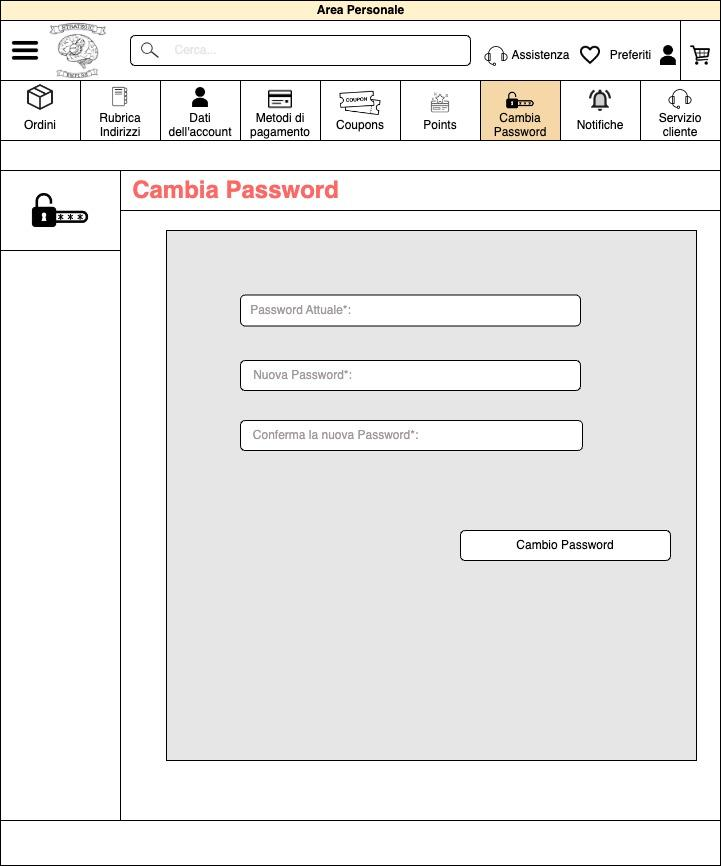 Area Personale
STRATEGIC
Cerca...
Assistenza
Preferiti
Ordini
Rubrica
Indirizzi
Dati
dell'account
Metodi di
pagamento
COUPON
Coupons
Points
Cambia
Password
Notifiche
Servizio
cliente
Cambia Password
Password Attuale*:
Nuova Password*:
Conferma la nuova Password*:
Cambio Password